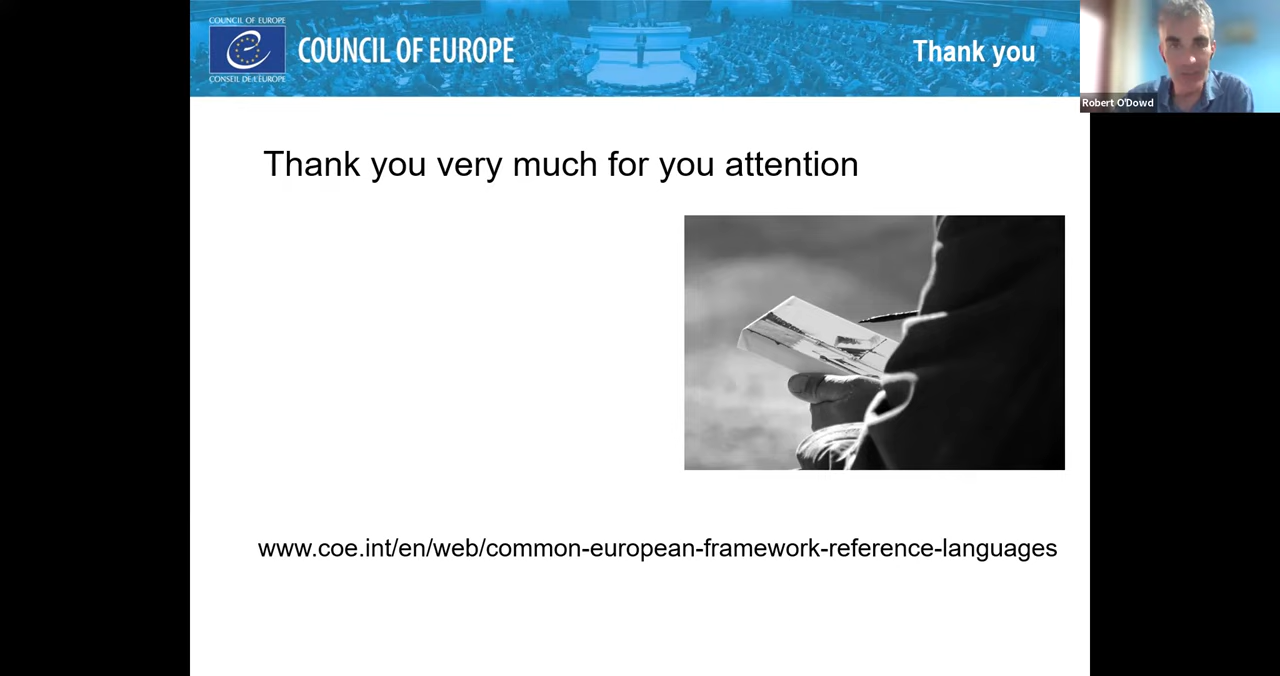 COUNCIL OF EUROPE
CONSEIL DE L'EUROPE
COUNCIL OF EUROPE
Thank you
Robert O'Dowd
Thank you very much for you attention
www.coe.int/en/web/common-european-framework-reference-languages